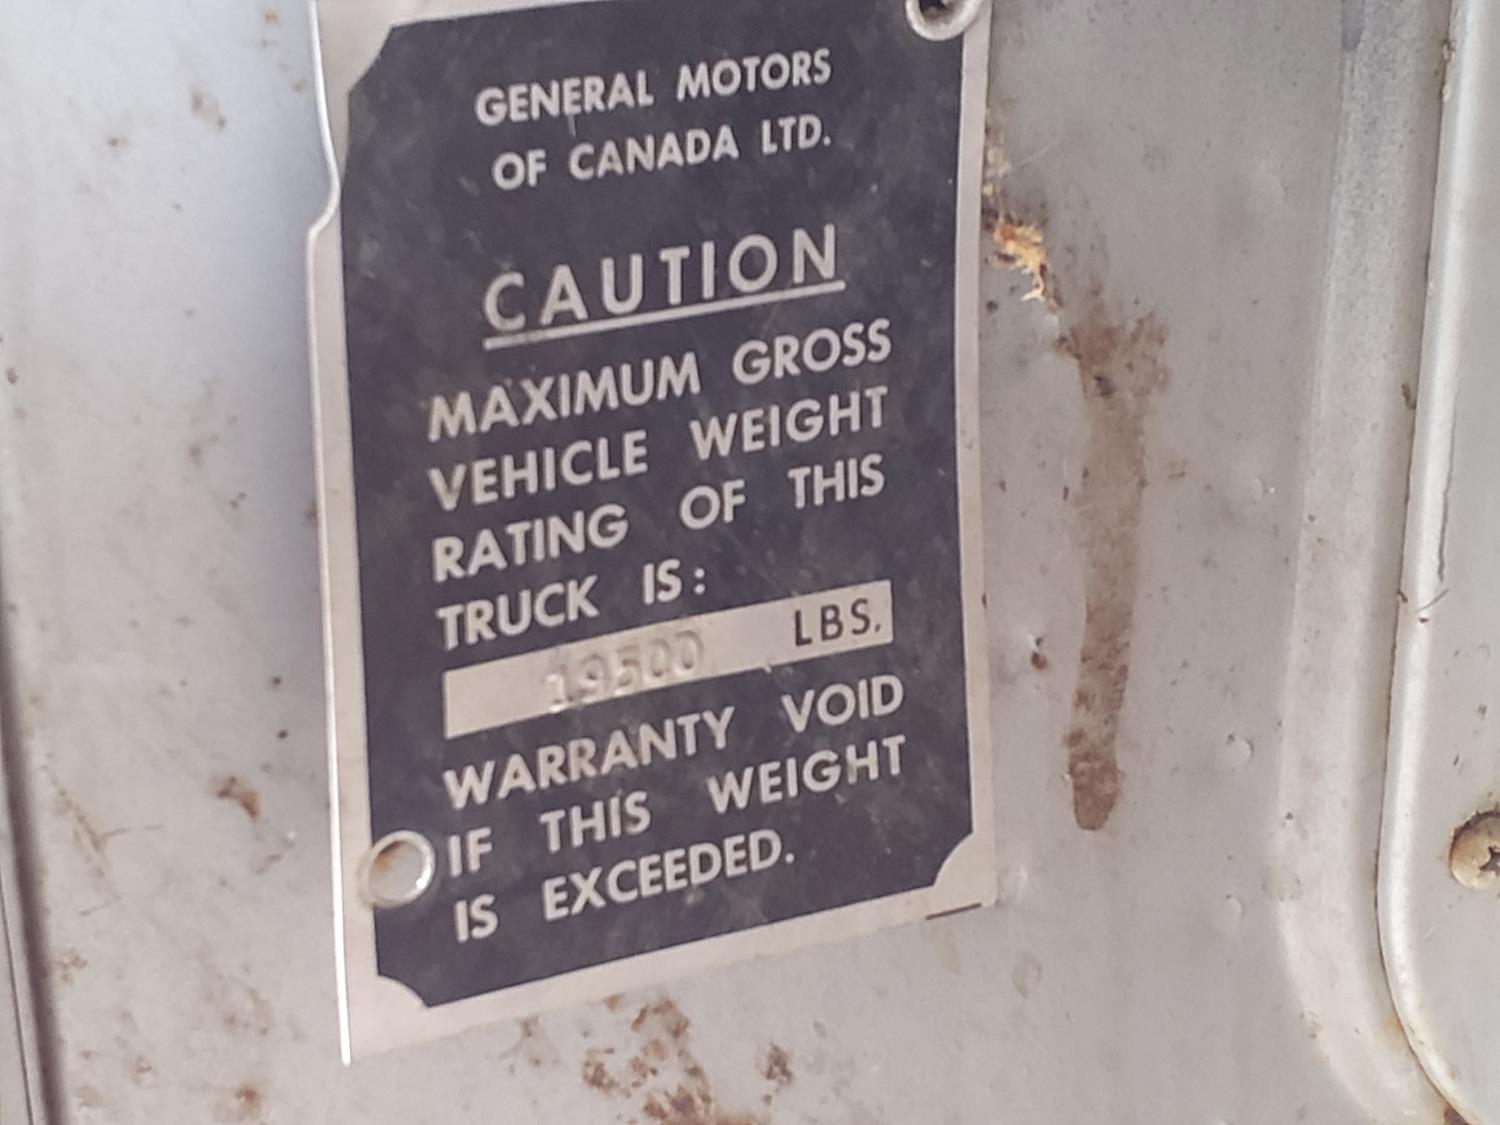 GENERAL MOTORS
OF CANADA LTD.
CAUTION
MAXIMUM GROSS
VEHICLE WEIGHT
RATING OF THIS
TRUCK IS:
19500 LBS.
WARRANTY VOID
IF THIS WEIGHT
IS EXCEEDED.